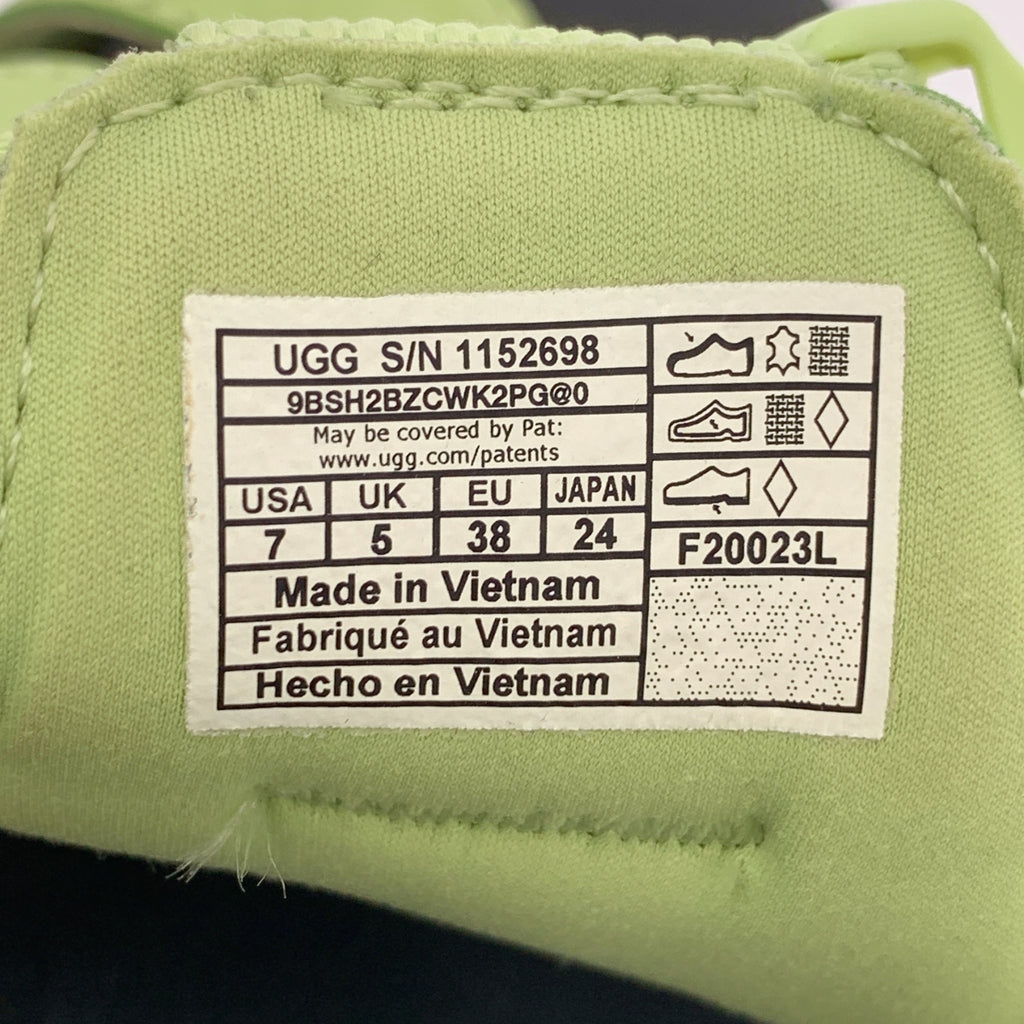 UGG S/N 1152698
9BSH2BZCWK2PG@0
May be covered by Pat:
www.ugg.com/patents
USA UK EU JAPAN
7 5 38 24
Made in Vietnam
Fabriqué au Vietnam
Hecho en Vietnam
F20023L